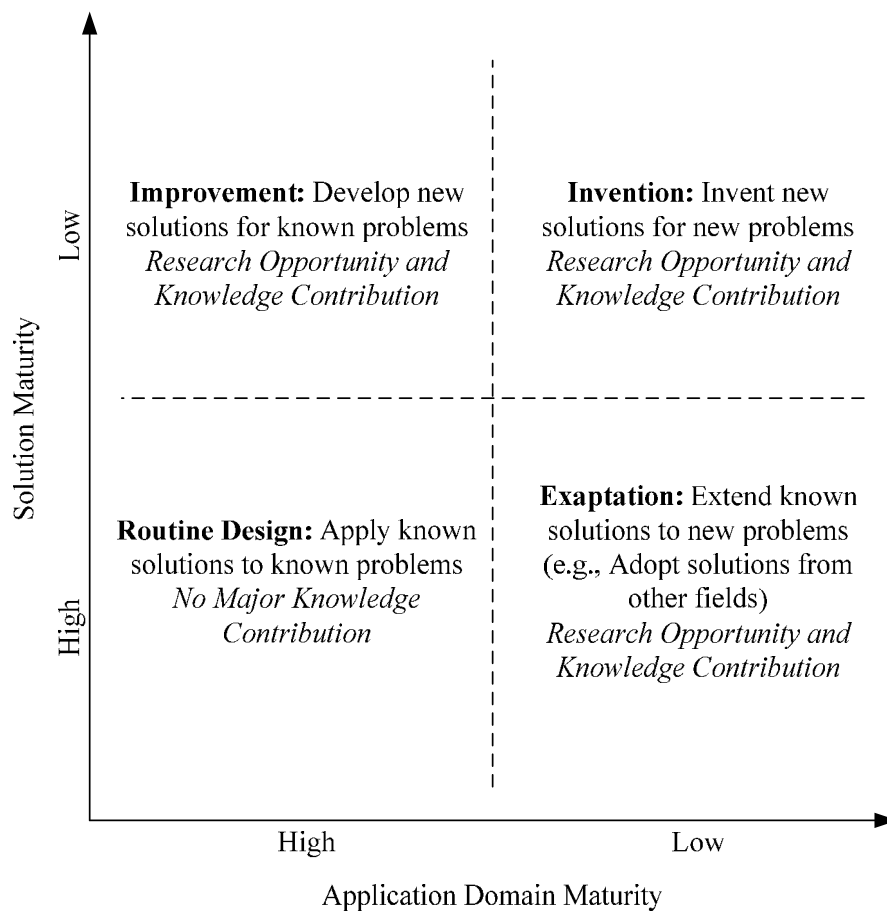 Improvement: Develop new
solutions for known problems
Research Opportunity and
Knowledge Contribution
Invention: Invent new
solutions for new problems
Research Opportunity and
Knowledge Contribution
Low
Solution Maturity
High
Routine Design: Apply known
solutions to known problems
No Major Knowledge
Contribution
Exaptation: Extend known
solutions to new problems
(e.g., Adopt solutions from
other fields)
Research Opportunity and
Knowledge Contribution
High
Low
Application Domain Maturity